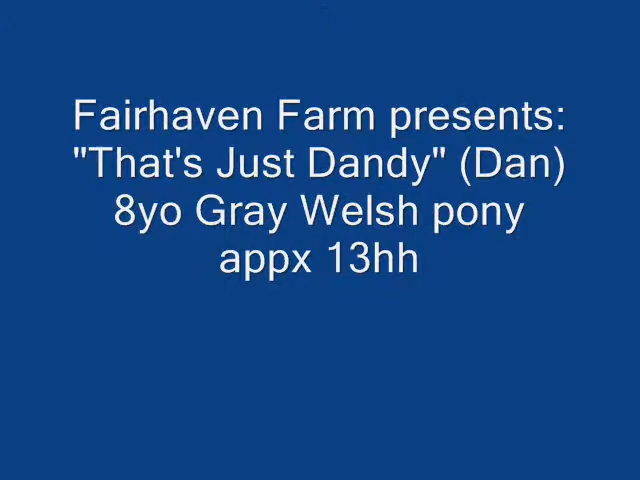 Fairhaven Farm presents:
"That's Just Dandy" (Dan)
8yo Gray Welsh pony
appx 13hh